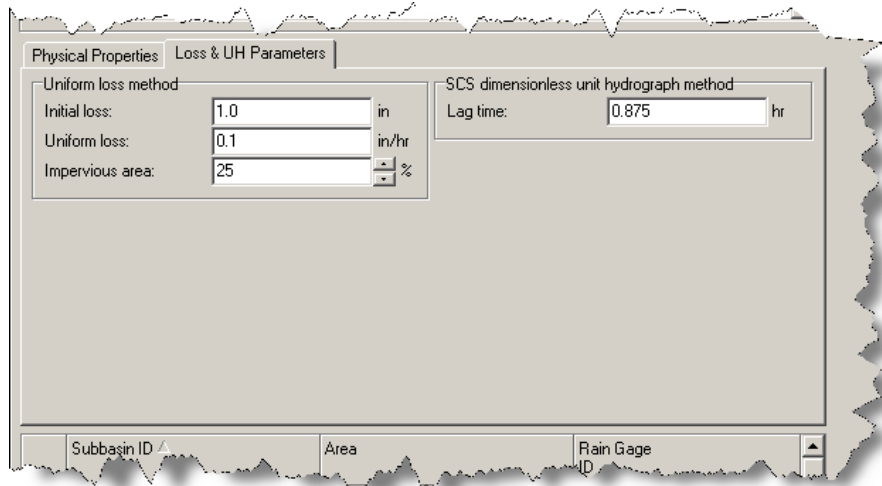 Physical Properties Loss & UH Parameters
Uniform loss method
Initial loss: 1.0 in
Uniform loss: 0.1 in/hr
Impervious area: 25 %
SCS dimensionless unit hydrograph method
Lag time: 0.875 hr
Subbasin ID Area Rain Gage
ID